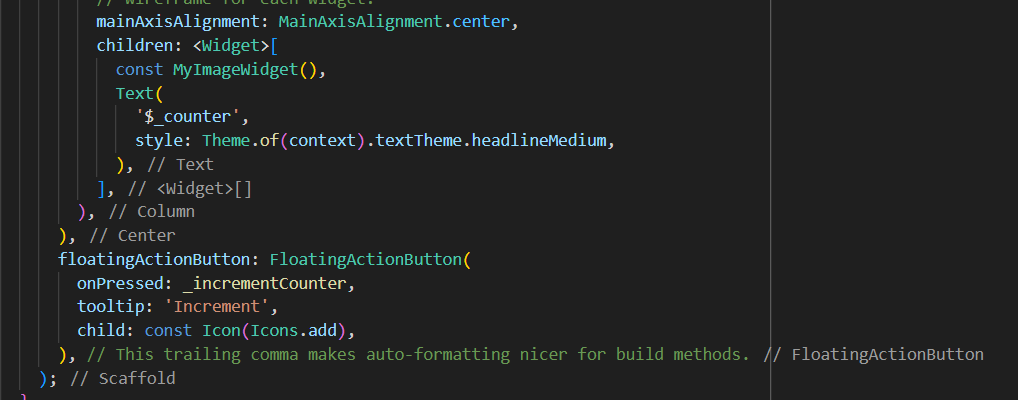 // wireframe for each widget.
mainAxisAlignment: MainAxisAlignment.center,
children: <Widget>[
const MyImageWidget(),
Text(
'$_counter',
style: Theme.of(context).textTheme.headlineMedium,
), // Text
], // <Widget>[]
), // Column
), // Center
floatingActionButton: FloatingActionButton(
onPressed: _incrementCounter,
tooltip: 'Increment',
child: const Icon(Icons.add),
), // This trailing comma makes auto-formatting nicer for build methods. // FloatingActionButton
); // Scaffold
}